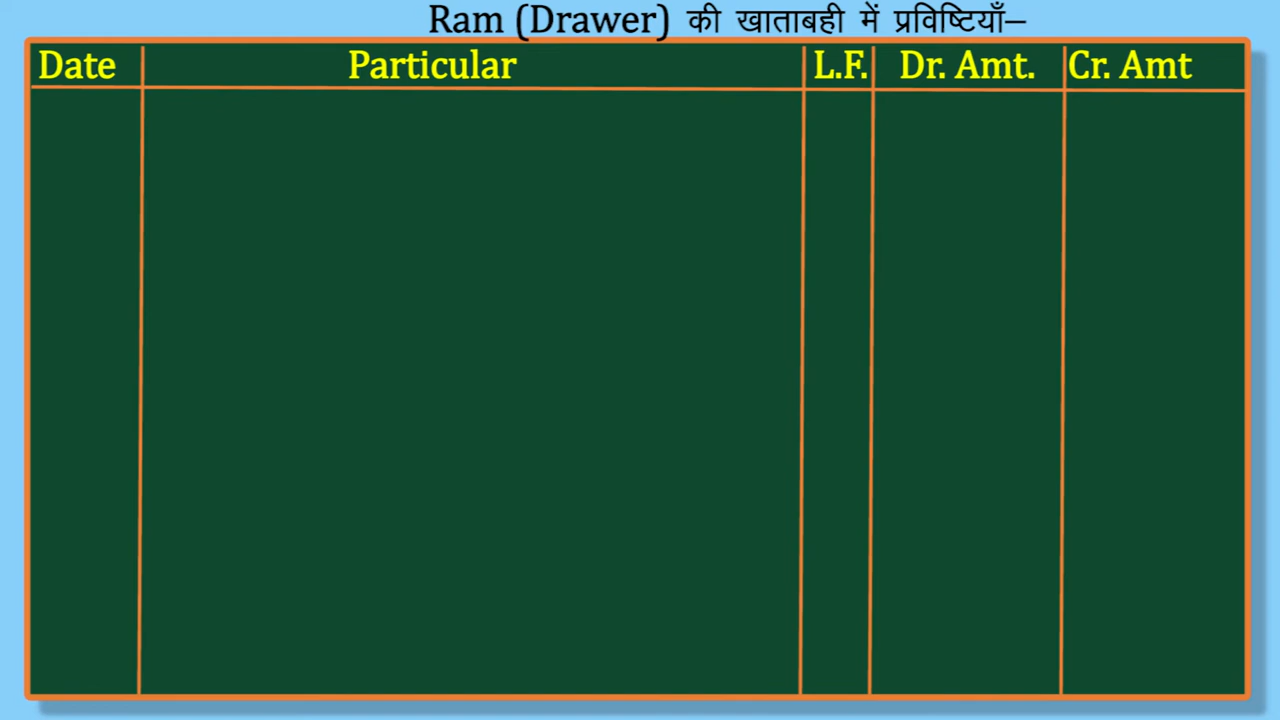 Ram (Drawer) की खाताबही में प्रविष्टियाँ–
Date Particular L.F. Dr. Amt. Cr. Amt